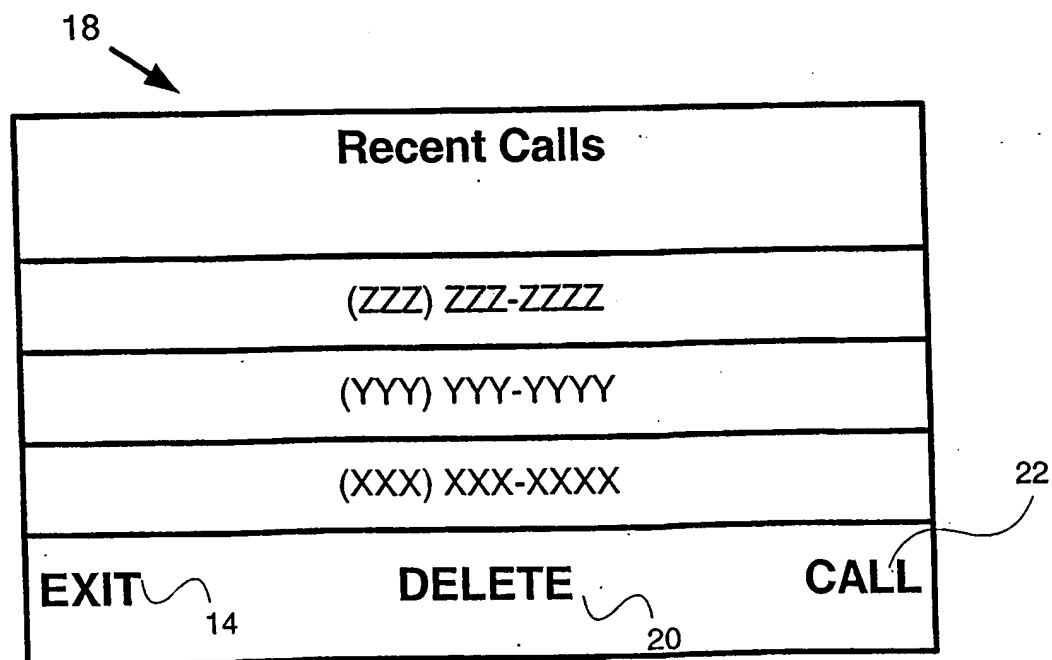 18
Recent Calls
(ZZZ) ZZZ-ZZZZ
(YYY) YYY-YYYY
(XXX) XXX-XXXX
22
EXIT DELETE CALL
14
20